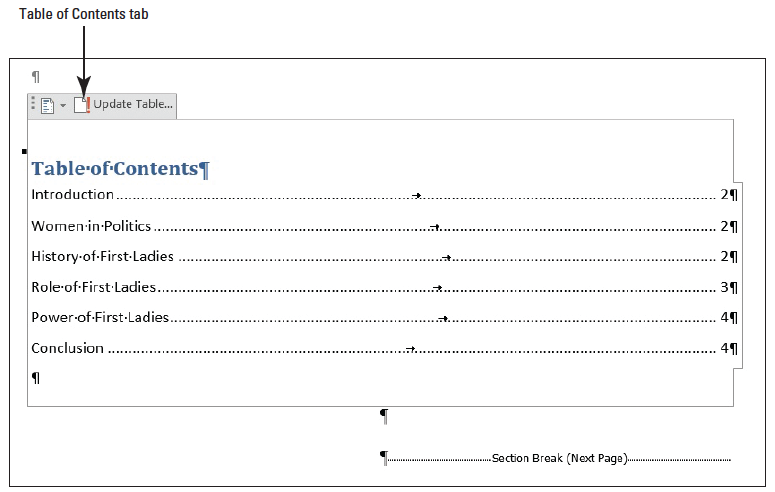 Table of Contents tab
¶
Update Table...
Table·of·Contents¶
Introduction → 2¶
Women·in·Politics → 2¶
History·of·First·Ladies → 2¶
Role·of·First·Ladies → 3¶
Power·of·First·Ladies → 4¶
Conclusion → 4¶
¶
¶
¶ Section Break (Next Page)